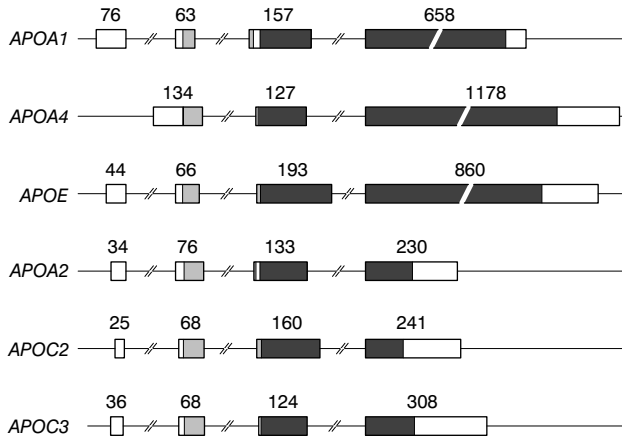 76 63 157 658
APOA1
134 127 1178
APOA4
44 66 193 860
APOE
34 76 133 230
APOA2
25 68 160 241
APOC2
36 68 124 308
APOC3